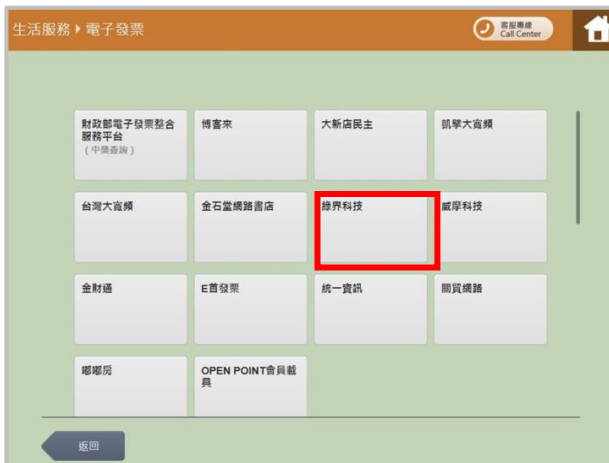 生活服務▸電子發票
客服專線
Call Center
財政部電子發票整合
服務平台
(中獎查詢)
博客來
大新店民主
凱擘大寬頻
台灣大寬頻
金石堂網路書店
綠界科技
威摩科技
金財通
E首發票
統一資訊
關貿網路
嘟嘟房
OPEN POINT會員載
具
返回